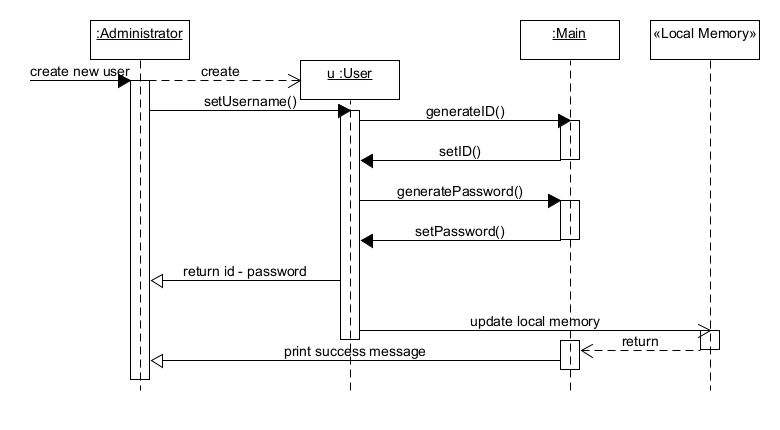 :Administrator
:Main
«Local Memory»
create new user
create
u :User
setUsername()
generateID()
setID()
generatePassword()
setPassword()
return id - password
update local memory
return
print success message